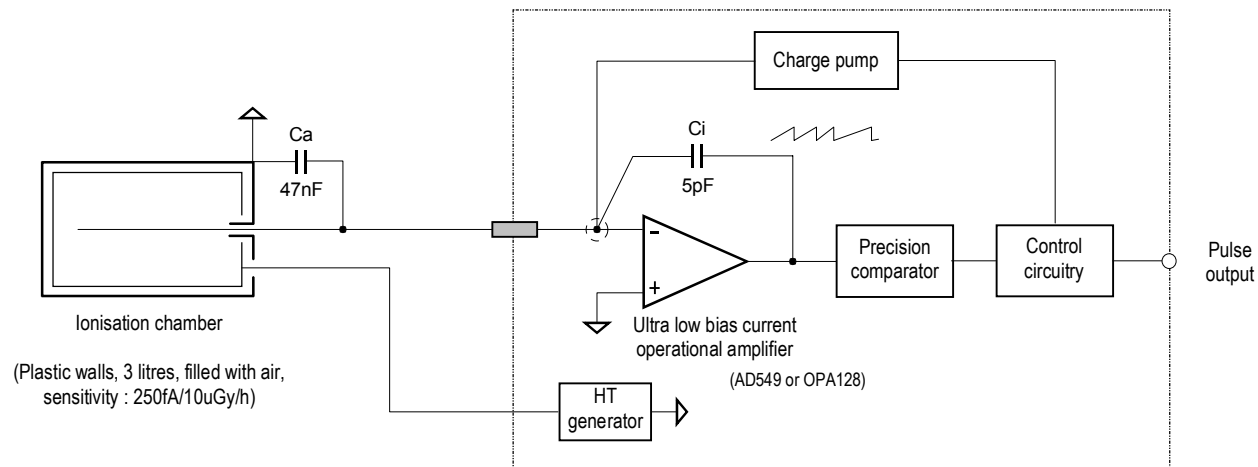 Charge pump
Ca
47nF
Ci
5pF
Precision
comparator
Control
circuitry
Pulse
output
Ionisation chamber
(Plastic walls, 3 litres, filled with air,
sensitivity : 250fA/10uGy/h)
Ultra low bias current
operational amplifier
(AD549 or OPA128)
HT
generator